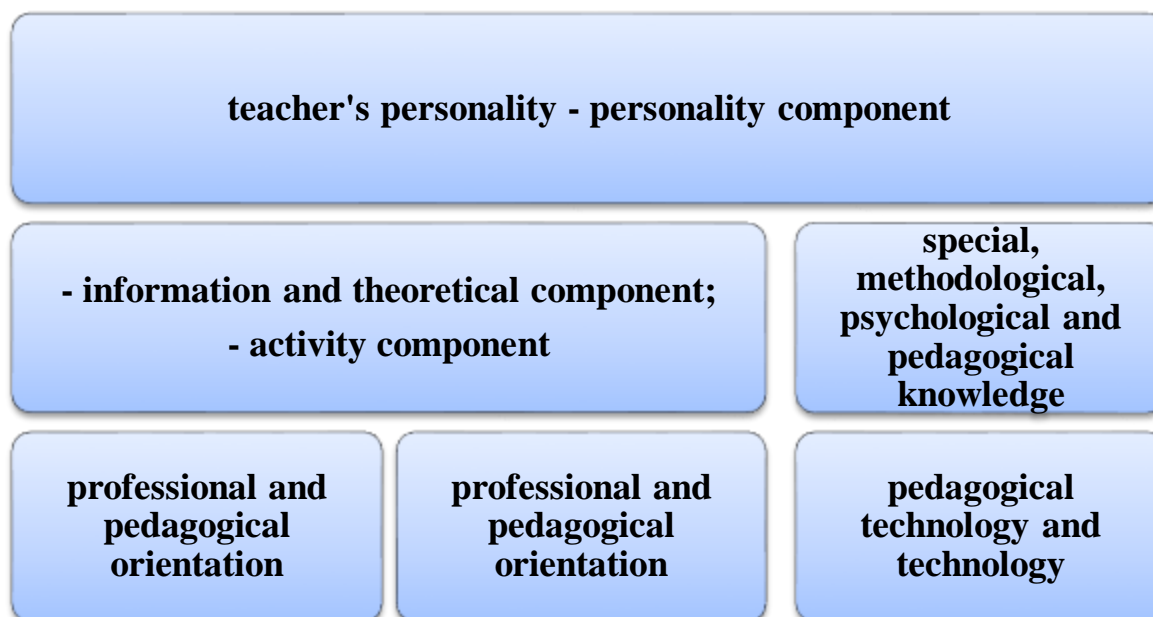 teacher's personality - personality component
- information and theoretical component;
- activity component
special,
methodological,
psychological and
pedagogical
knowledge
professional and
pedagogical
orientation
professional and
pedagogical
orientation
pedagogical
technology and
technology